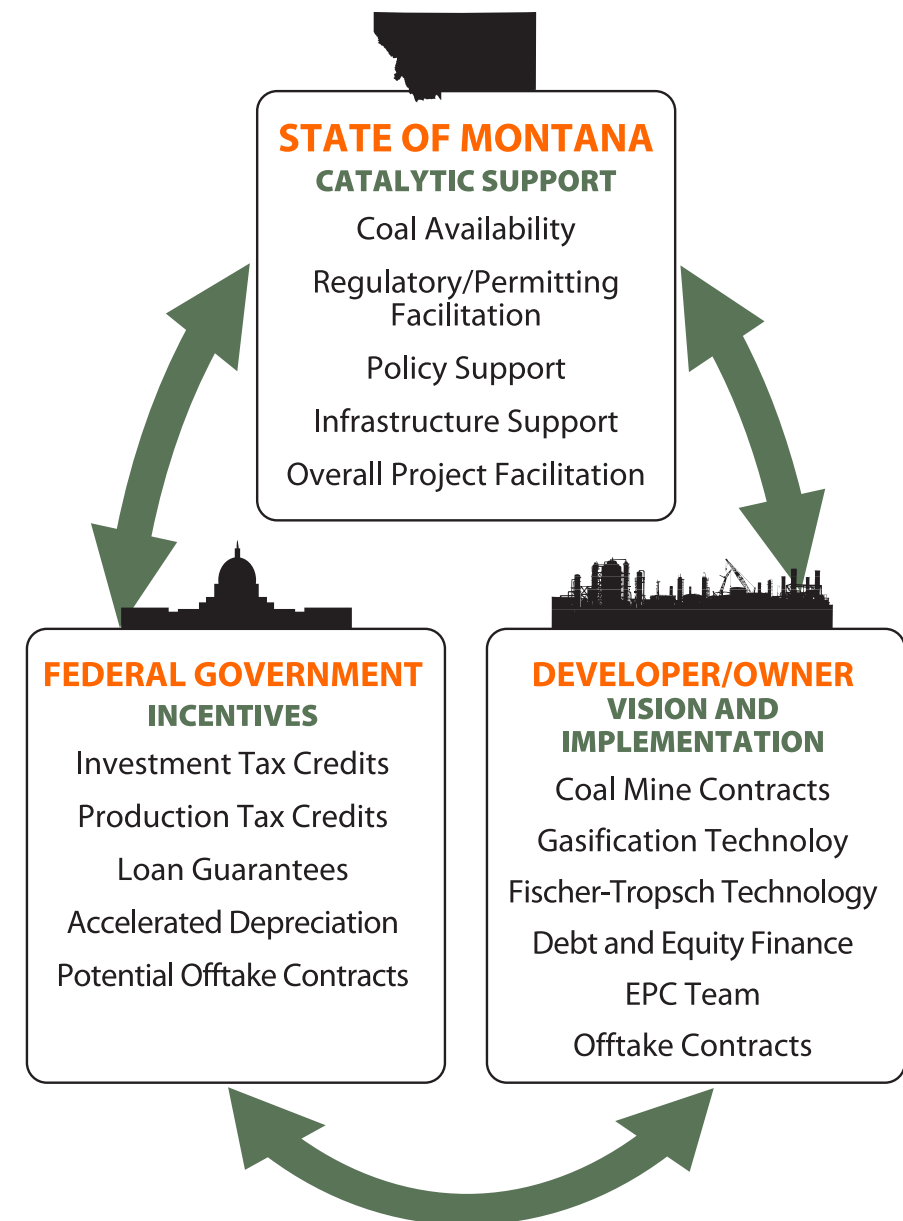 STATE OF MONTANA
CATALYTIC SUPPORT
Coal Availability
Regulatory/Permitting
Facilitation
Policy Support
Infrastructure Support
Overall Project Facilitation
FEDERAL GOVERNMENT
INCENTIVES
Investment Tax Credits
Production Tax Credits
Loan Guarantees
Accelerated Depreciation
Potential Offtake Contracts
DEVELOPER/OWNER
VISION AND
IMPLEMENTATION
Coal Mine Contracts
Gasification Technoloy
Fischer-Tropsch Technology
Debt and Equity Finance
EPC Team
Offtake Contracts